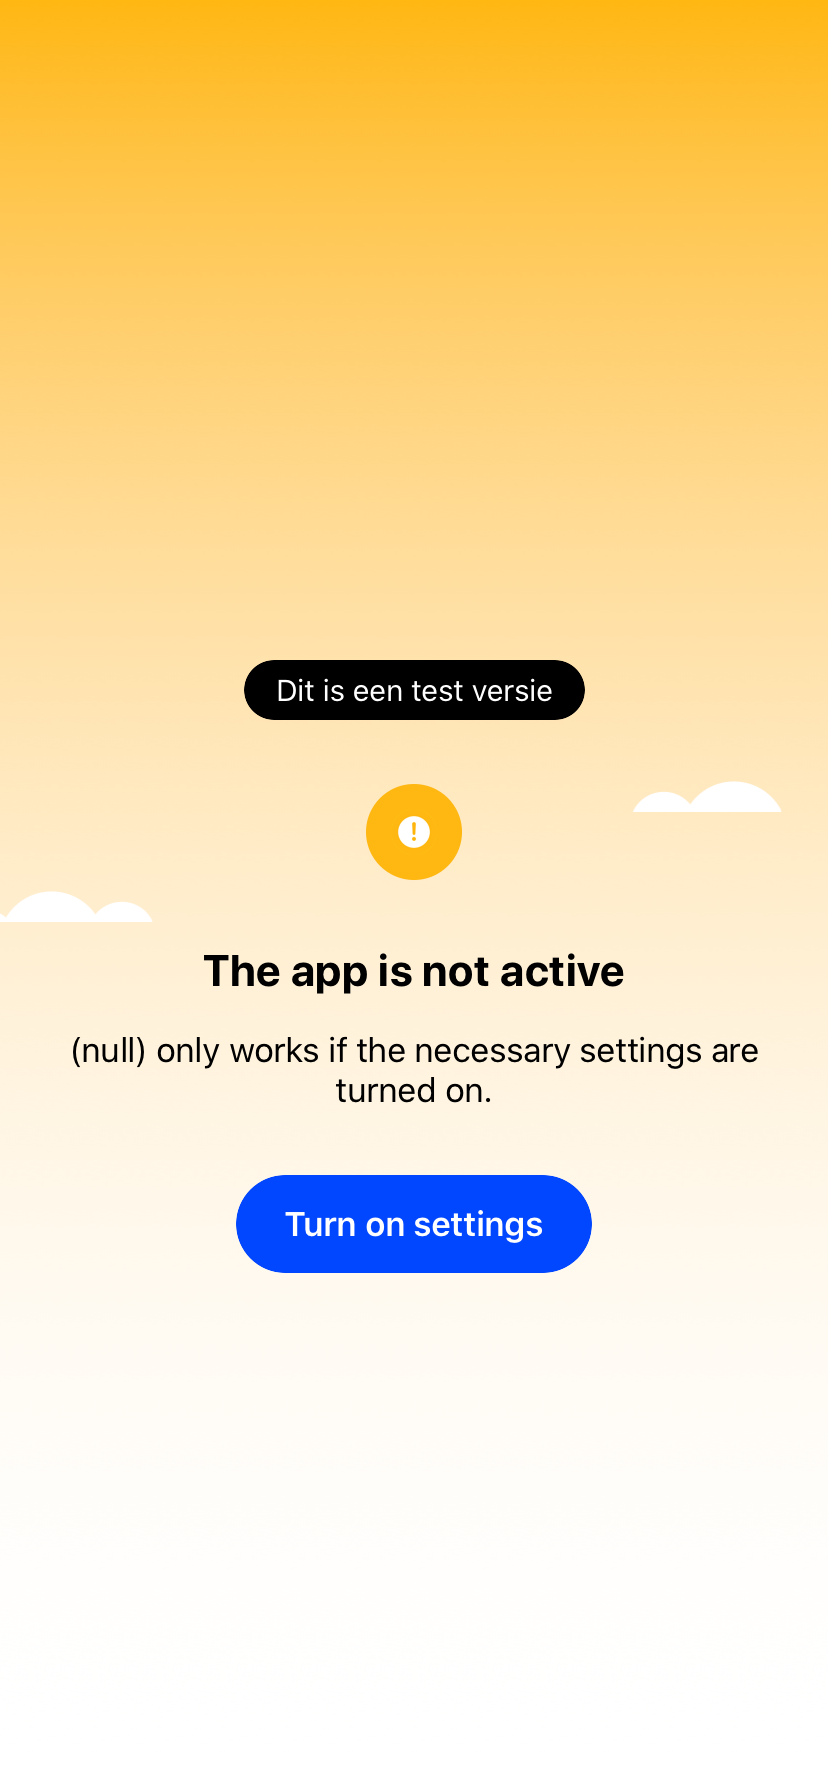 Dit is een test versie
The app is not active
(null) only works if the necessary settings are
turned on.
Turn on settings